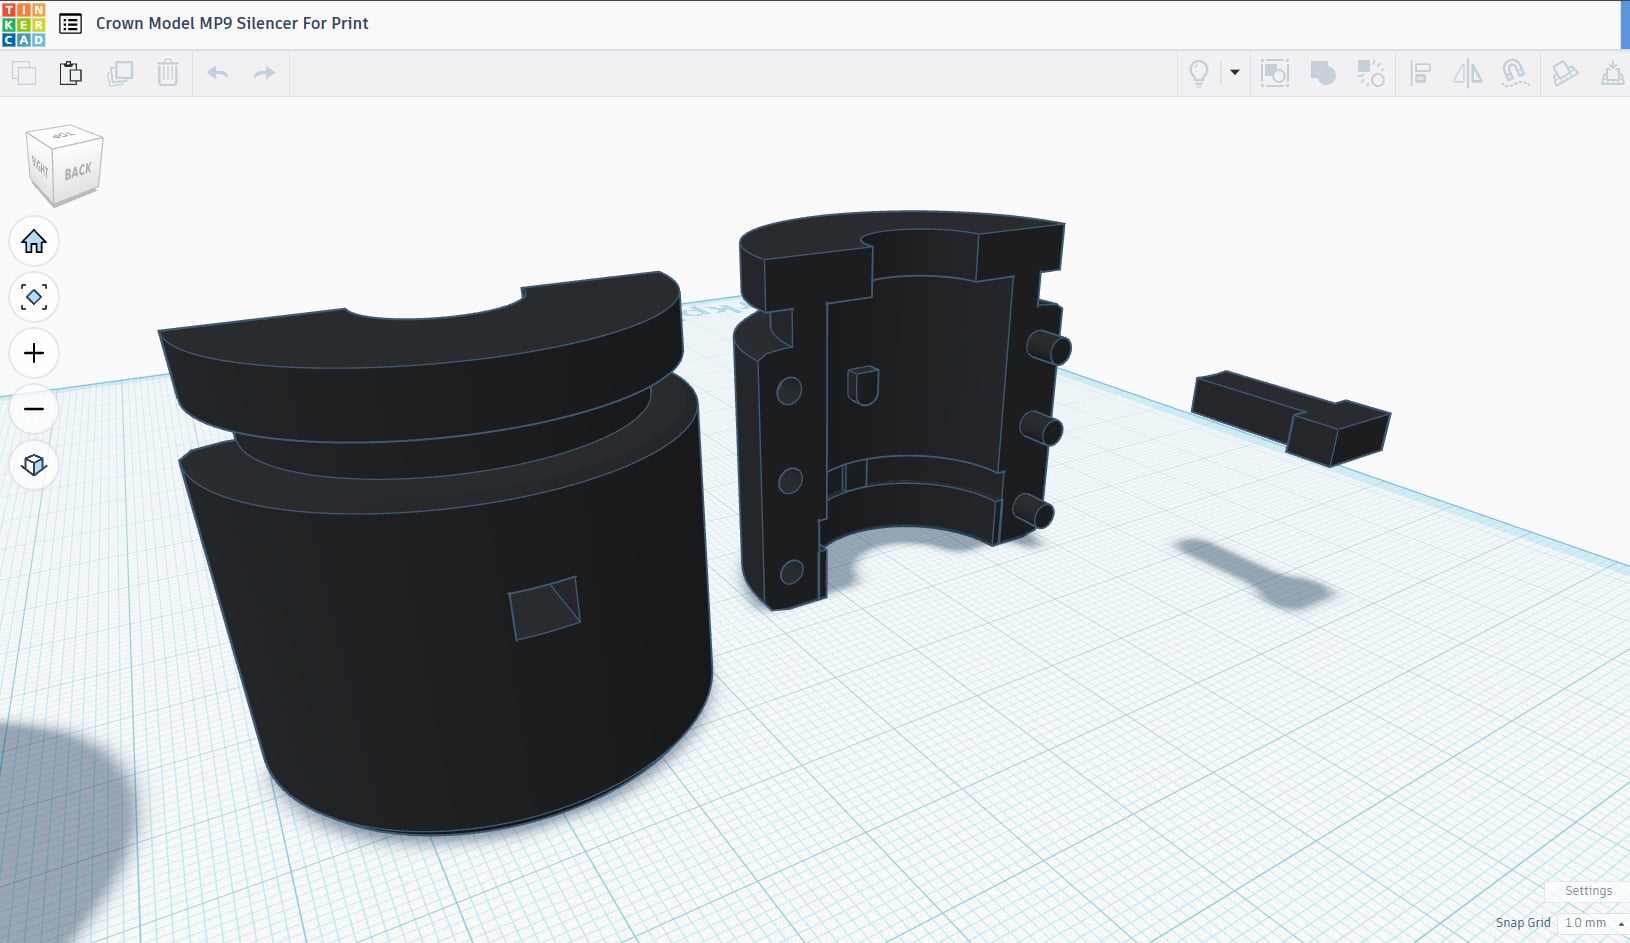 TIN
KER
CAD
Crown Model MP9 Silencer For Print
TOP
RIGHT
BACK
Settings
Snap Grid 1.0 mm